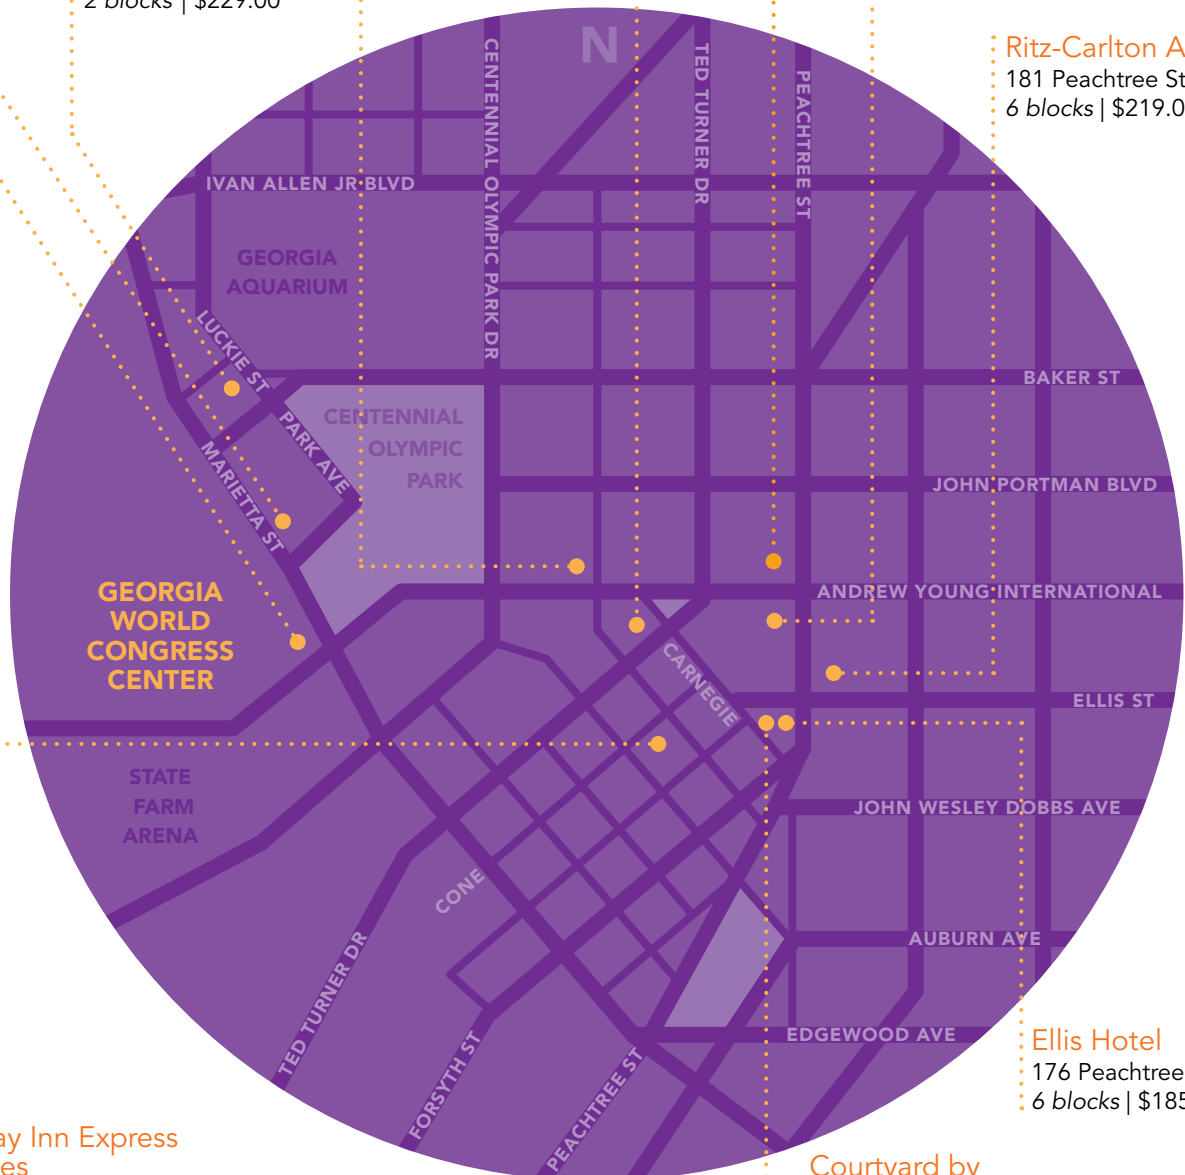 2 blocks | $229.00
Ritz-Carlton A
181 Peachtree St
6 blocks | $219.0
N
CENTENNIAL OLYMPIC PARK DR
TED TURNER DR
PEACHTREE ST
IVAN ALLEN JR BLVD
GEORGIA
AQUARIUM
LUCKIE ST
BAKER ST
CENTENNIAL
OLYMPIC
PARK
PARK AVE
MARIETTA ST
JOHN PORTMAN BLVD
GEORGIA
WORLD
CONGRESS
CENTER
ANDREW YOUNG INTERNATIONAL
CARNEGIE
ELLIS ST
STATE
FARM
ARENA
JOHN WESLEY DOBBS AVE
CONE
AUBURN AVE
TED TURNER DR
FORSYTH ST
PEACHTREE ST
EDGEWOOD AVE
Ellis Hotel
176 Peachtree
6 blocks | $185
ay Inn Express
es
Courtyard by